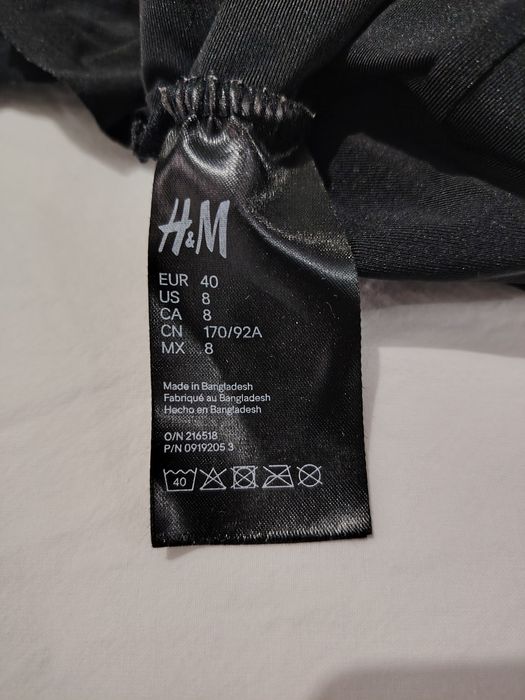 H&M
EUR 40
US 8
CA 8
CN 170/92A
MX 8
Made in Bangladesh
Fabriqué au Bangladesh
Hecho en Bangladesh
O/N 216518
P/N 0919205 3
40